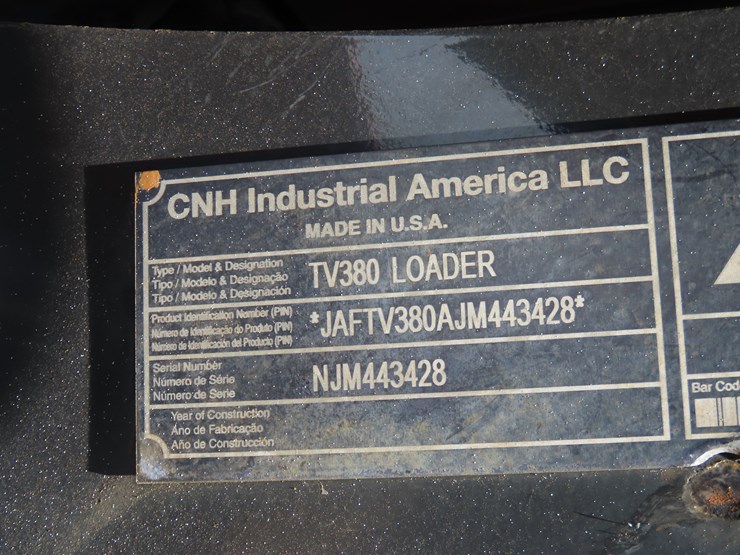 CNH Industrial America LLC
MADE IN U.S.A.
Type / Model & Designation
Tipo / Modelo & Designação
Tipo / Modelo & Designación
TV380 LOADER
Product Identification Number (PIN)
Número de Identificação do Produto (PIN)
Número de Identificación del Producto (PIN)
*JAFTV380AJM443428*
Serial Number
Número de Série
Número de Serie
NJM443428
Year of Construction
Ano de Fabricação
Año de Construcción
Bar Cod